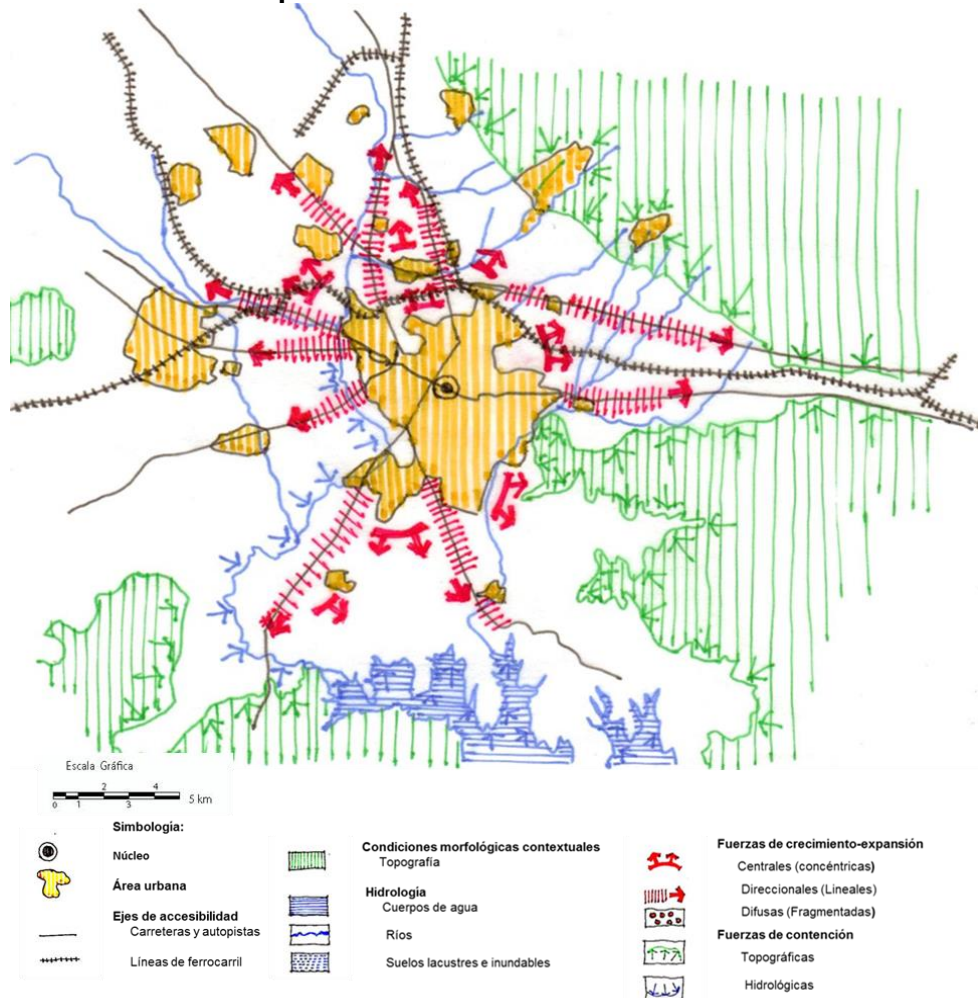 Escala Gráfica
2 4
0 1 3 5 km
Simbología:
Núcleo
Área urbana
Ejes de accesibilidad
Carreteras y autopistas
Líneas de ferrocarril
Condiciones morfológicas contextuales
Topografía
Hidrología
Cuerpos de agua
Ríos
Suelos lacustres e inundables
Fuerzas de crecimiento-expansión
Centrales (concéntricas)
Direccionales (Lineales)
Difusas (Fragmentadas)
Fuerzas de contención
Topográficas
Hidrológicas